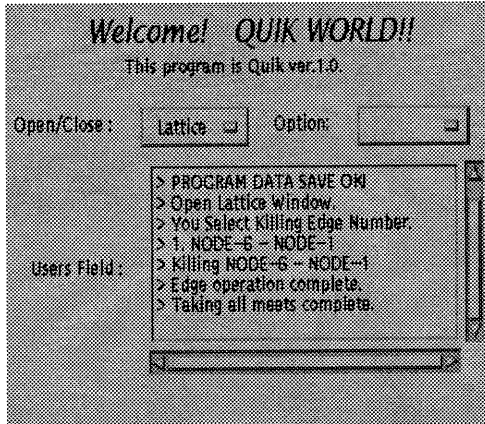 Welcome! QUIK WORLD!!
This program is Quik ver.1.0.
Open/Close : Lattice Option:
> PROGRAM DATA SAVE OK!
> Open Lattice Window.
> You Select Killing Edge Number.
> 1. NODE-6 - NODE-1
> Killing NODE-6 - NODE-1
Users Field :
> Edge operation complete.
> Taking all meets complete.